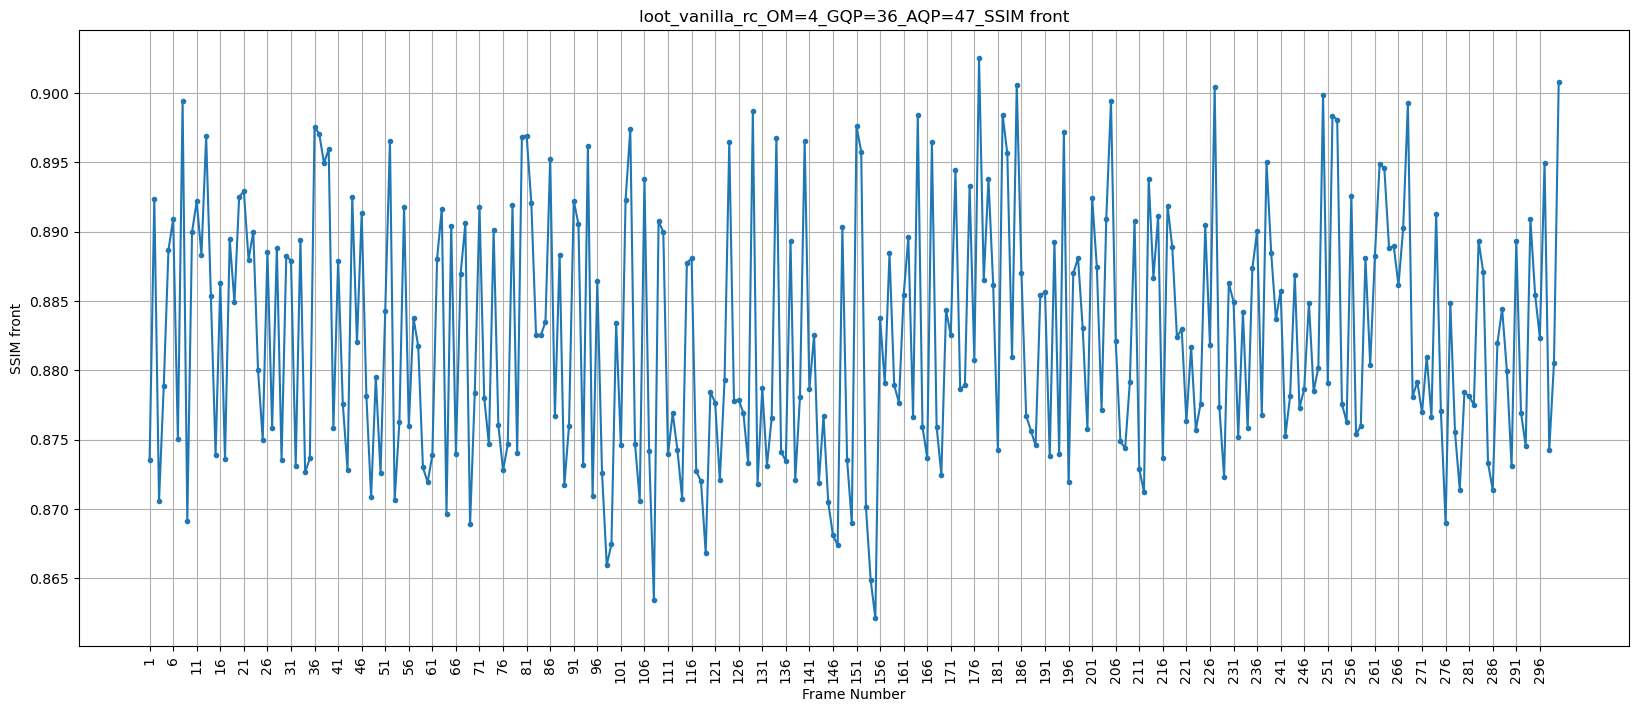 loot_vanilla_rc_OM=4_GQP=36_AQP=47_SSIM front
0.900
0.895
0.890
0.885
0.880
0.875
0.870
0.865
SSIM front
1 6 11 16 21 26 31 36 41 46 51 56 61 66 71 76 81 86 91 96 101 106 111 116 121 126 131 136 141 146 151 156 161 166 171 176 181 186 191 196 201 206 211 216 221 226 231 236 241 246 251 256 261 266 271 276 281 286 291 296
Frame Number